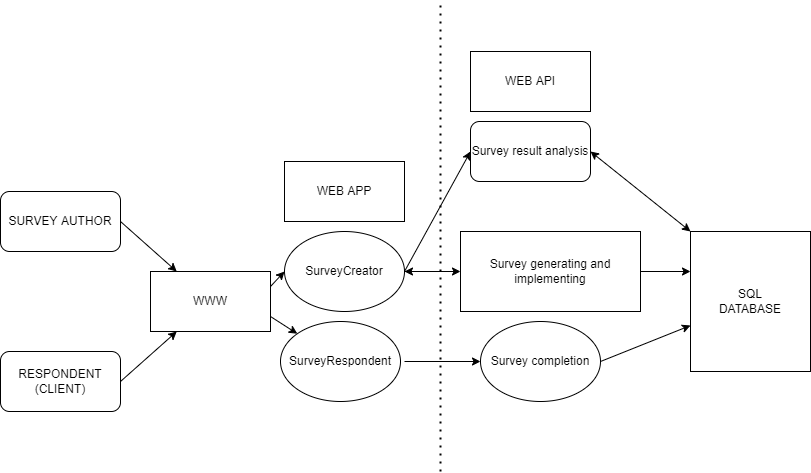 WEB API
Survey result analysis
WEB APP
SURVEY AUTHOR
SurveyCreator
Survey generating and
implementing
WWW
SQL
DATABASE
RESPONDENT
(CLIENT)
SurveyRespondent
Survey completion